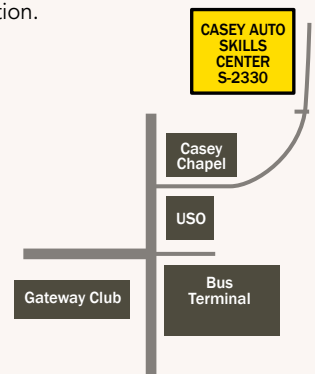 tion.
CASEY AUTO
SKILLS
CENTER
S-2330
Casey
Chapel
USO
Gateway Club
Bus
Terminal